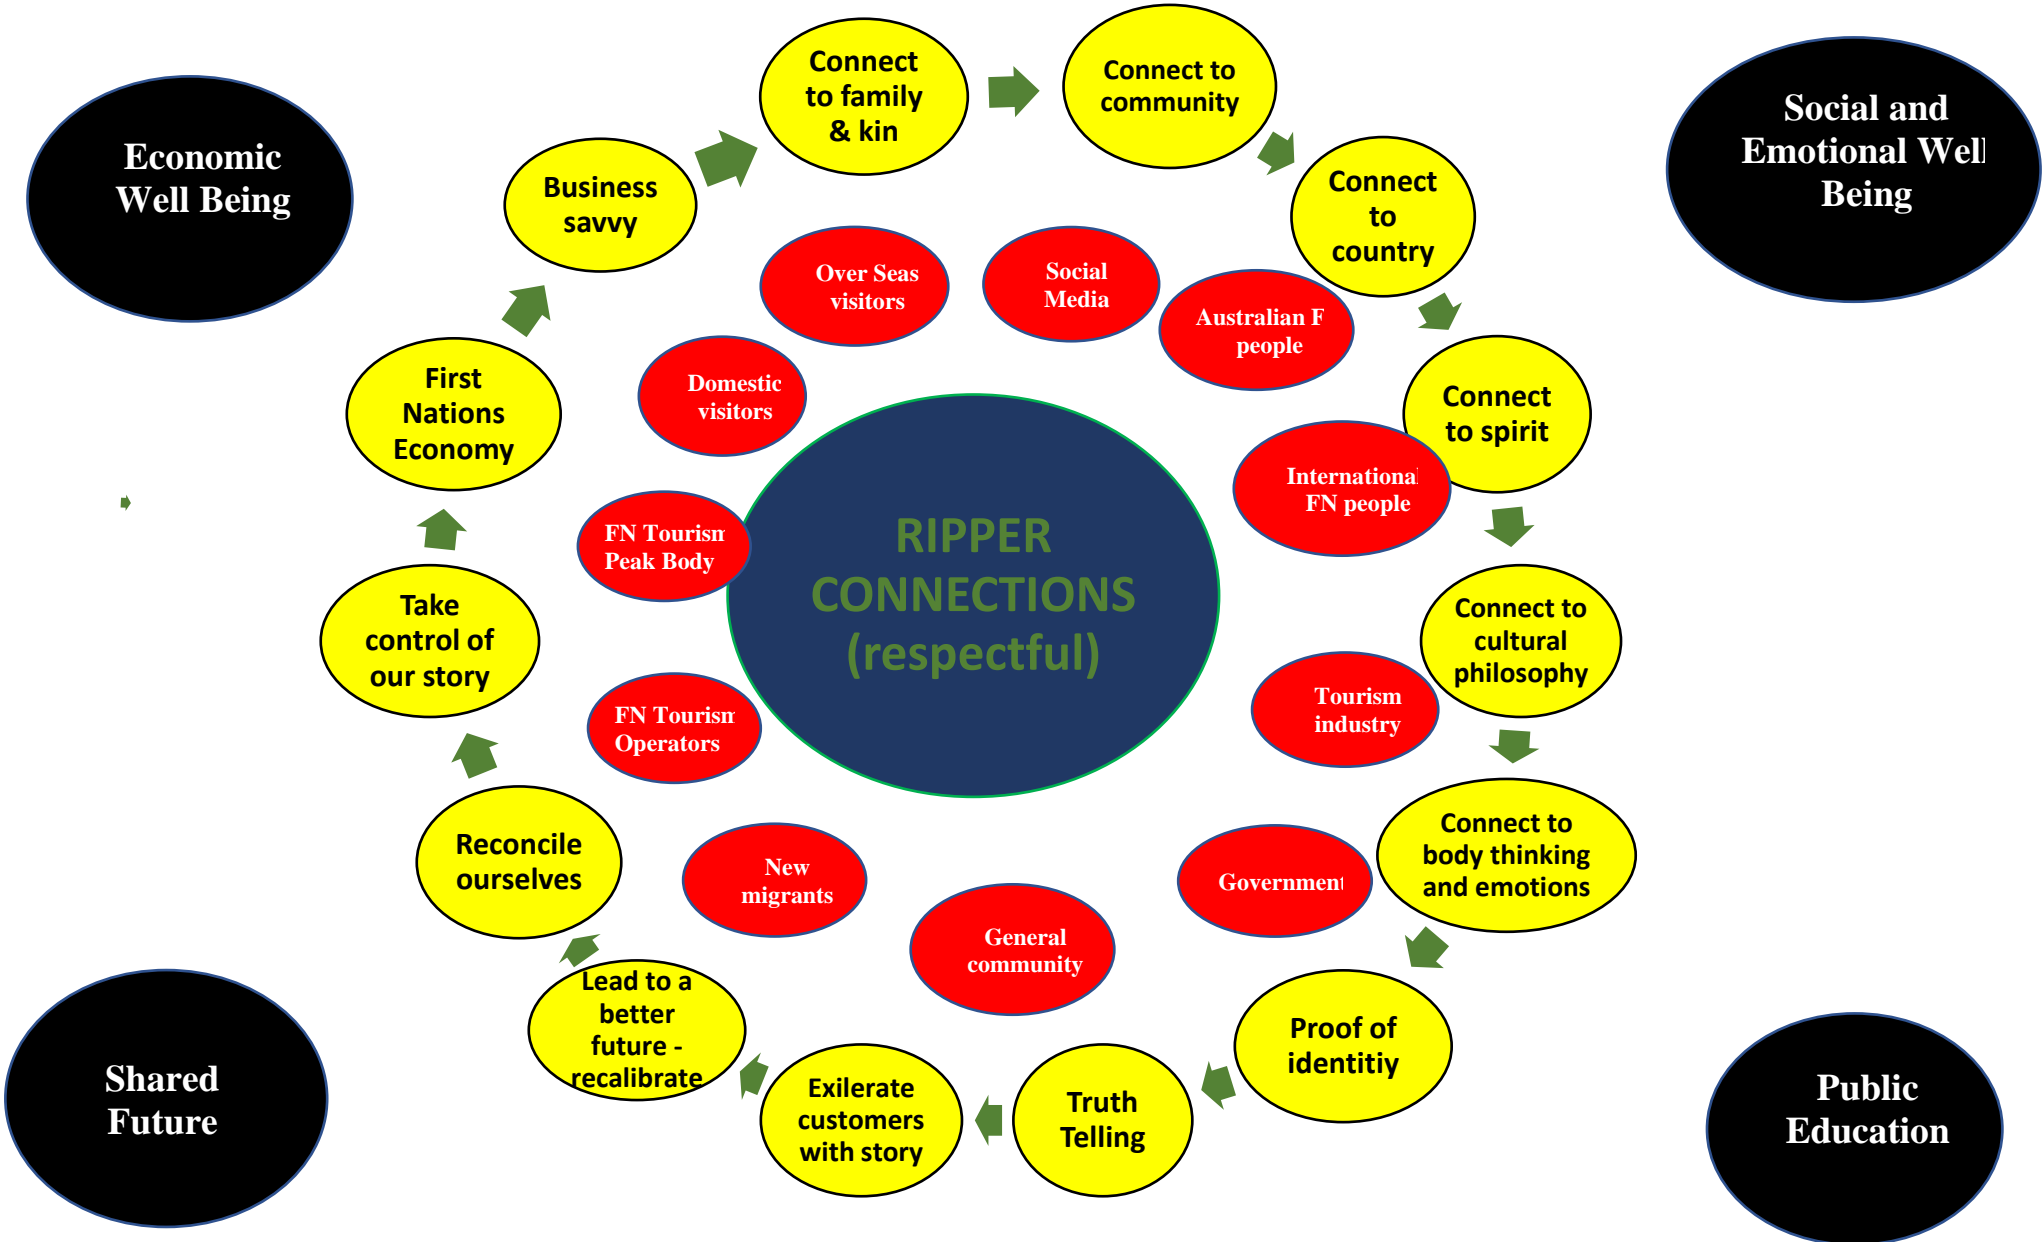 Economic
Well Being
Social and
Emotional Well
Being
Connect
to family
& kin
Connect to
community
Connect
to
country
Connect
to spirit
Connect to
cultural
philosophy
Connect to
body thinking
and emotions
Proof of
identitiy
Truth
Telling
Exilerate
customers
with story
Lead to a
better
future -
recalibrate
Reconcile
ourselves
Take
control of
our story
First
Nations
Economy
Business
savvy
Over Seas
visitors
Social
Media
Australian F
people
International
FN people
Tourism
industry
Government
General
community
New
migrants
FN Tourism
Operators
FN Tourism
Peak Body
Domestic
visitors
RIPPER
CONNECTIONS
(respectful)
Shared
Future
Public
Education